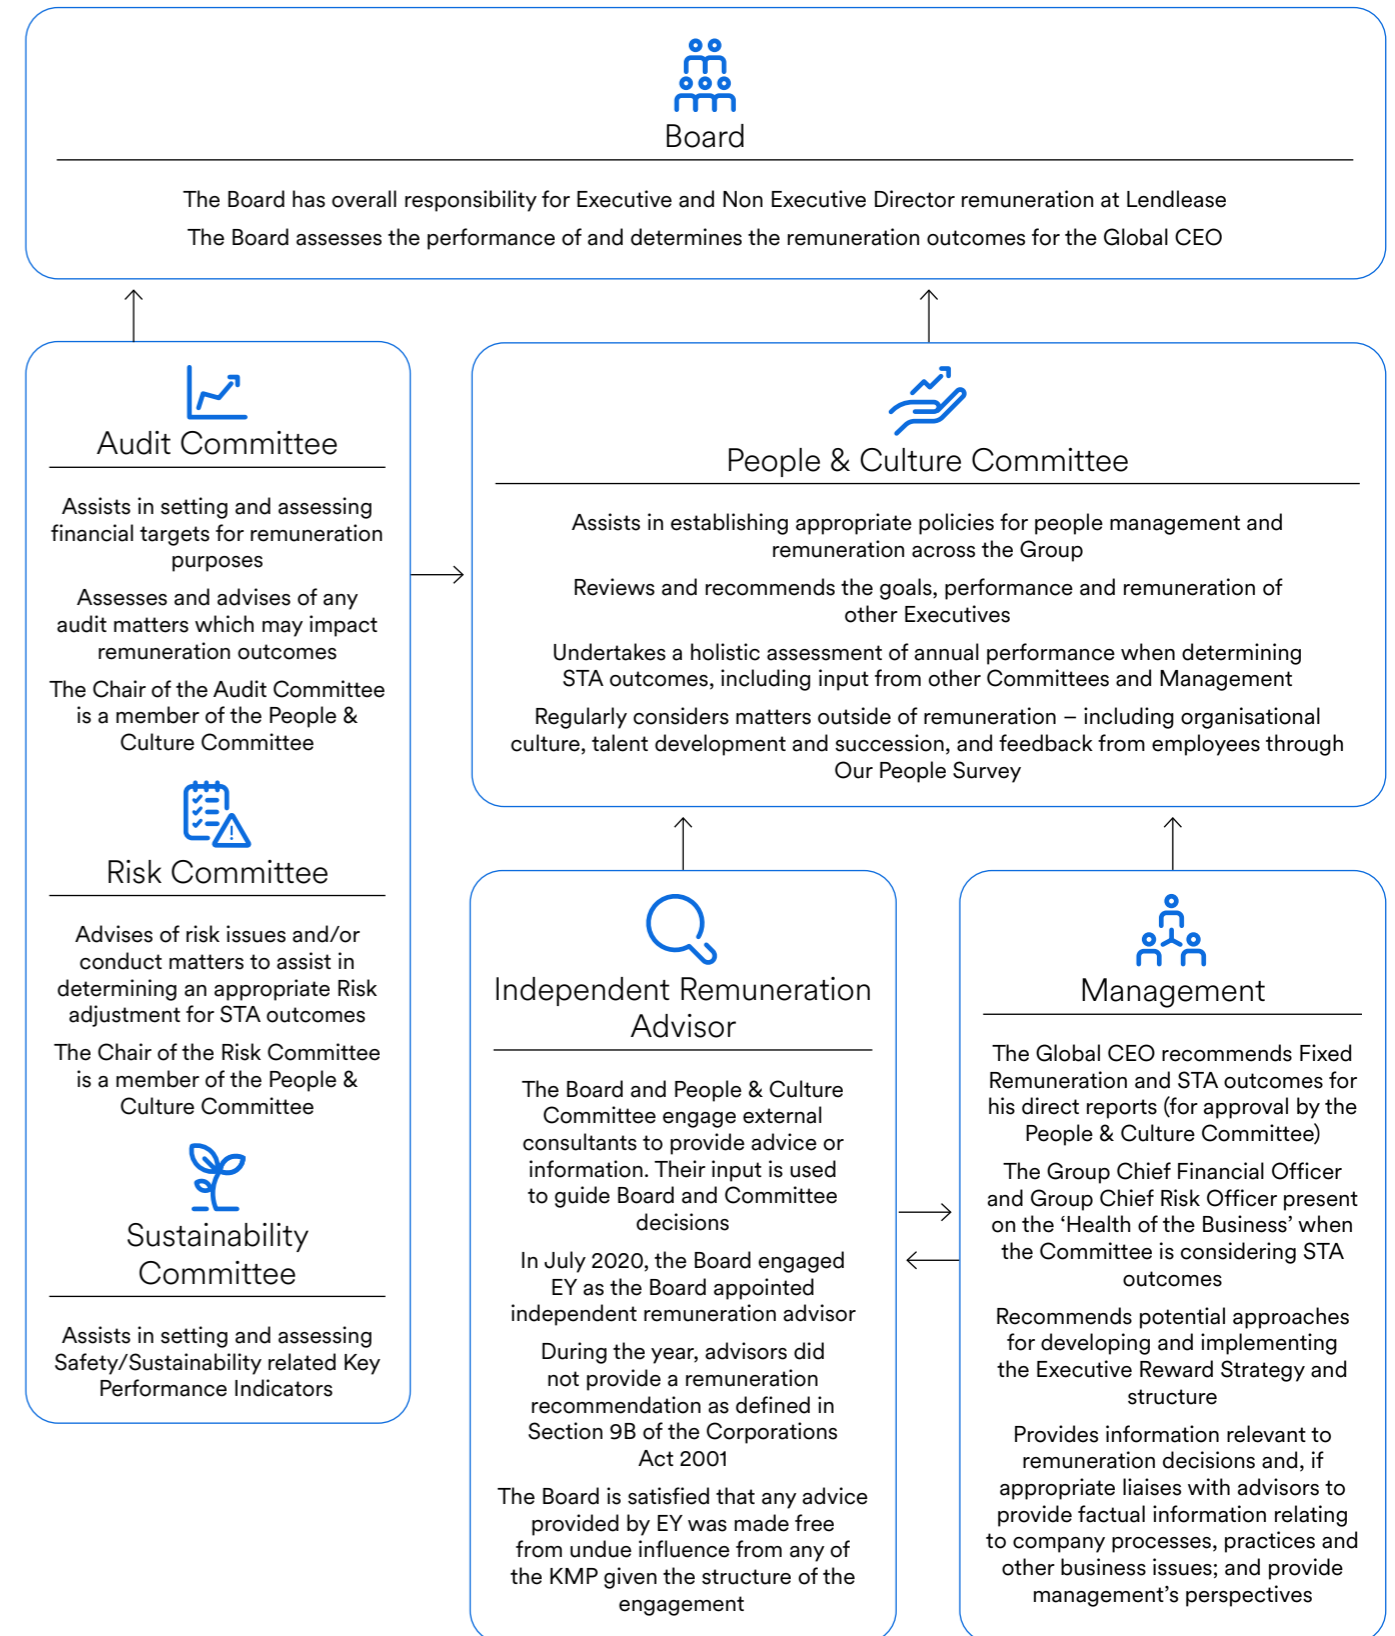 Board
The Board has overall responsibility for Executive and Non Executive Director remuneration at Lendlease
The Board assesses the performance of and determines the remuneration outcomes for the Global CEO
Audit Committee
Assists in setting and assessing
financial targets for remuneration
purposes
Assesses and advises of any
audit matters which may impact
remuneration outcomes
The Chair of the Audit Committee
is a member of the People &
Culture Committee
Risk Committee
Advises of risk issues and/or
conduct matters to assist in
determining an appropriate Risk
adjustment for STA outcomes
The Chair of the Risk Committee
is a member of the People &
Culture Committee
Sustainability
Committee
Assists in setting and assessing
Safety/Sustainability related Key
Performance Indicators
People & Culture Committee
Assists in establishing appropriate policies for people management and
remuneration across the Group
Reviews and recommends the goals, performance and remuneration of
other Executives
Undertakes a holistic assessment of annual performance when determining
STA outcomes, including input from other Committees and Management
Regularly considers matters outside of remuneration – including organisational
culture, talent development and succession, and feedback from employees through
Our People Survey
Independent Remuneration
Advisor
The Board and People & Culture
Committee engage external
consultants to provide advice or
information. Their input is used
to guide Board and Committee
decisions
In July 2020, the Board engaged
EY as the Board appointed
independent remuneration advisor
During the year, advisors did
not provide a remuneration
recommendation as defined in
Section 9B of the Corporations
Act 2001
The Board is satisfied that any advice
provided by EY was made free
from undue influence from any of
the KMP given the structure of the
engagement
Management
The Global CEO recommends Fixed
Remuneration and STA outcomes for
his direct reports (for approval by the
People & Culture Committee)
The Group Chief Financial Officer
and Group Chief Risk Officer present
on the ‘Health of the Business’ when
the Committee is considering STA
outcomes
Recommends potential approaches
for developing and implementing
the Executive Reward Strategy and
structure
Provides information relevant to
remuneration decisions and, if
appropriate liaises with advisors to
provide factual information relating
to company processes, practices and
other business issues; and provide
management’s perspectives